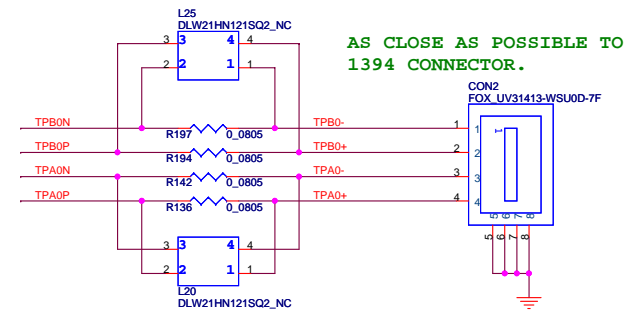 L25
DLW21HN121SQ2_NC
3 3 4 4
2 2 1 1
AS CLOSE AS POSSIBLE TO
1394 CONNECTOR.
CON2
FOX_UV31413-WSU0D-7F
TPB0N TPB0- 1 1 1
R197 0_0805
TPB0P TPB0+ 2 2
R194 0_0805
TPA0N TPA0- 3 3
R142 0_0805
TPA0P TPA0+ 4 4
R136 0_0805
5 6 7 8
5 6 7 8
3 3 4 4
2 2 1 1
L20
DLW21HN121SQ2_NC